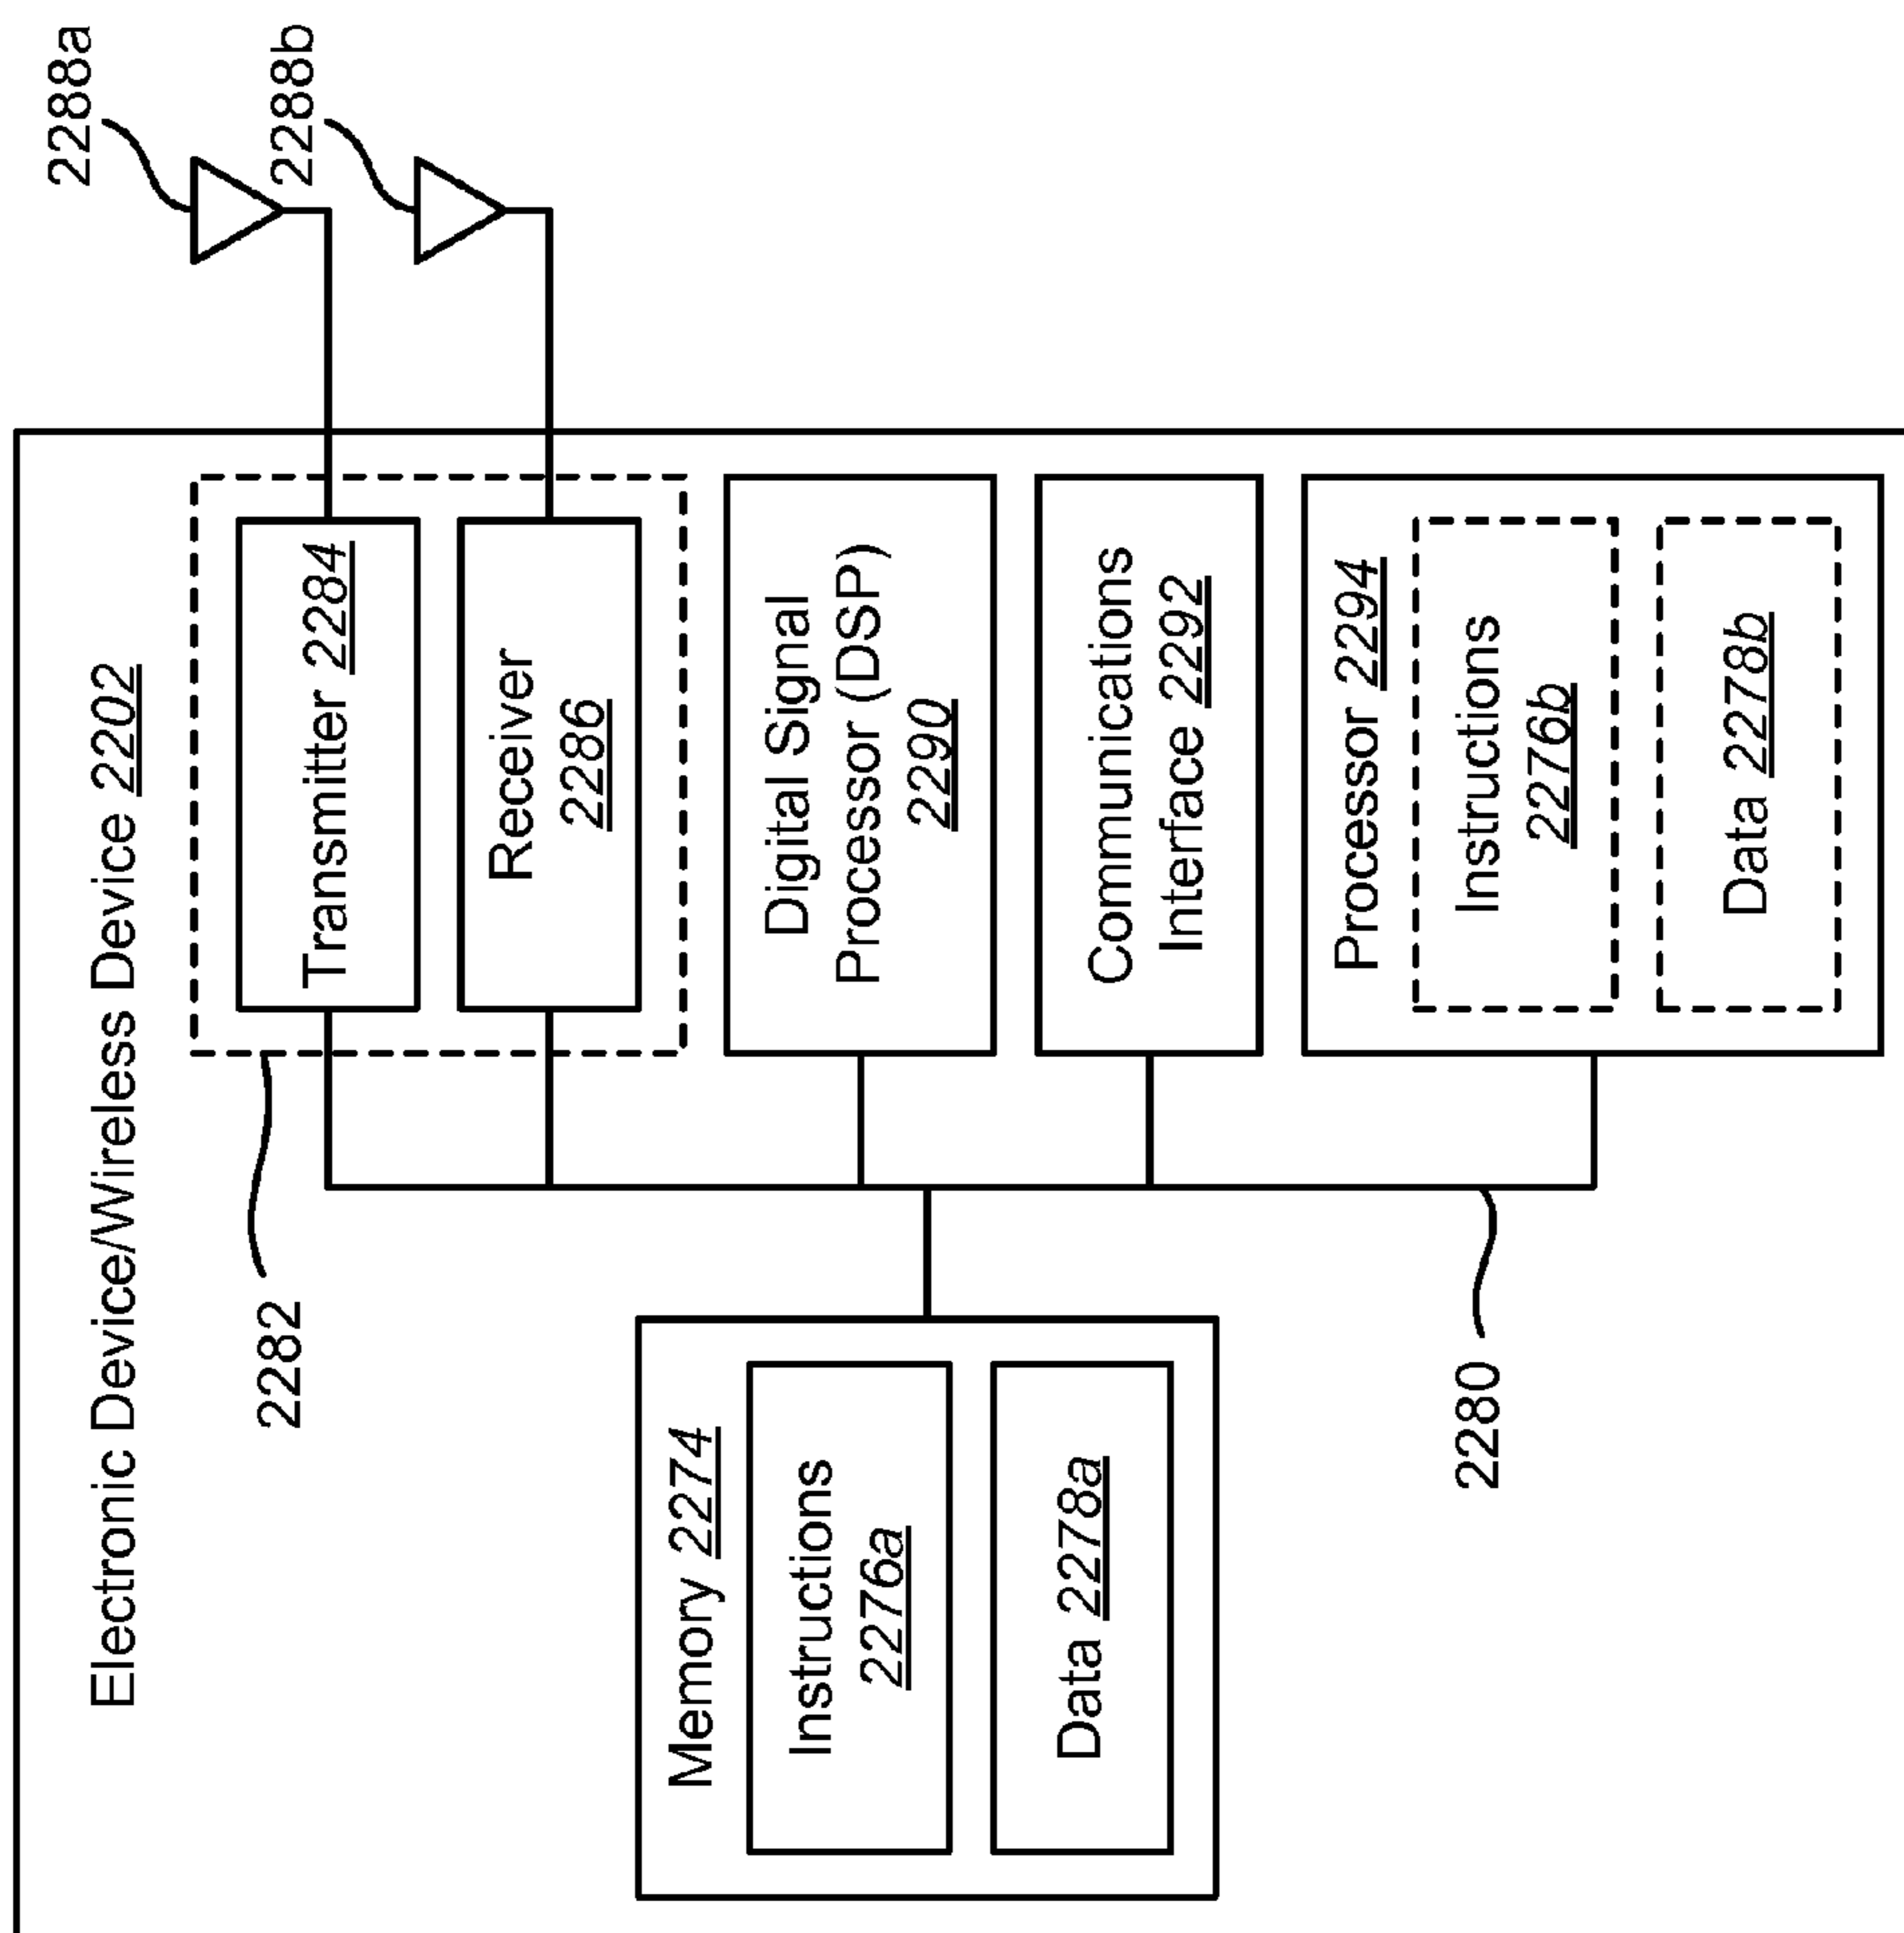 Electronic Device/Wireless Device 2202
2288a
2288b
2282
Transmitter 2284
Receiver
2286
Memory 2274
Instructions
2276a
Data 2278a
Digital Signal
Processor (DSP)
2290
Communications
Interface 2292
2280
Processor 2294
Instructions
2276b
Data 2278b